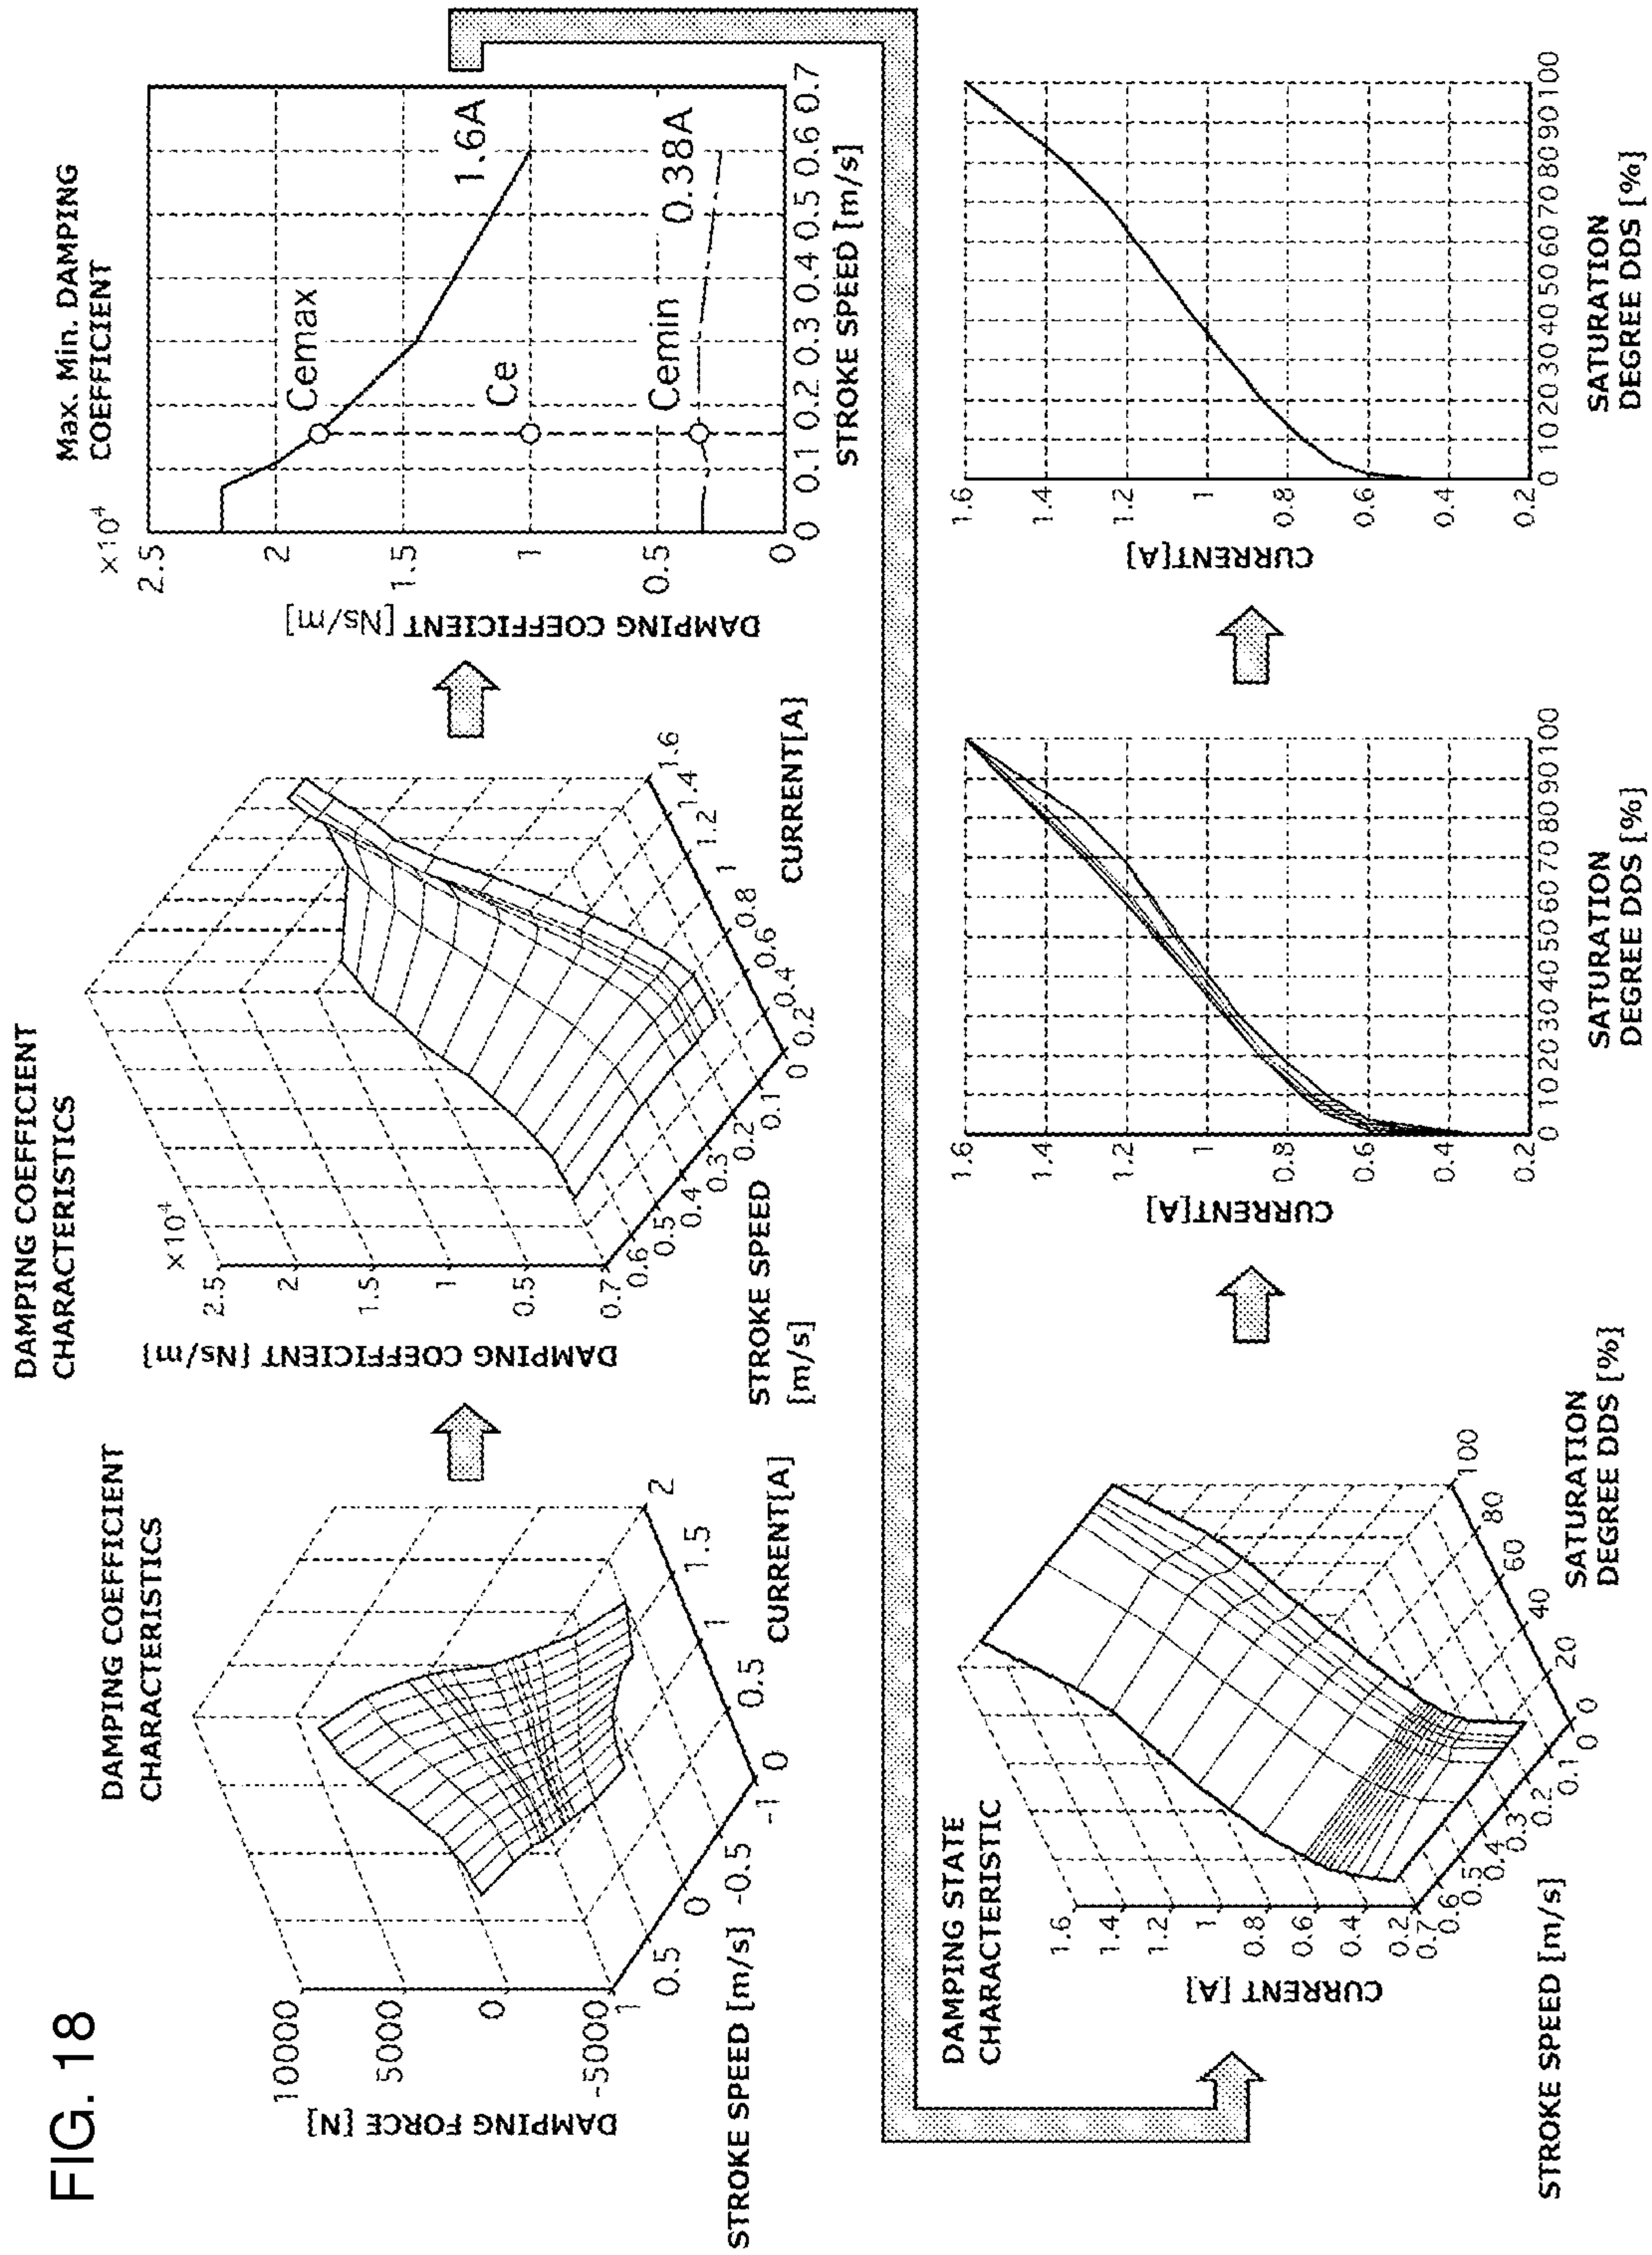 FIG. 18
DAMPING COEFFICIENT
CHARACTERISTICS
DAMPING FORCE [N]
10000
5000
0
-5000
1
0.5
0
-0.5
-1
STROKE SPEED [m/s]
0
0.5
1
1.5
2
CURRENT[A]
DAMPING COEFFICIENT
CHARACTERISTICS
×10⁴
DAMPING COEFFICIENT [Ns/m]
2.5
2
1.5
1
0.5
0.7
0.6
0.5
0.4
0.3
0.2
0.1
0
STROKE SPEED
[m/s]
0.2
0.4
0.6
0.8
1
1.2
1.4
1.6
CURRENT[A]
Max. Min. DAMPING
COEFFICIENT
×10⁴
DAMPING COEFFICIENT [Ns/m]
2.5
2
1.5
1
0.5
0
Cemax
Ce
Cemin
1.6A
0.38A
0 0.1 0.2 0.3 0.4 0.5 0.6 0.7
STROKE SPEED [m/s]
DAMPING STATE
CHARACTERISTIC
CURRENT [A]
1.6
1.4
1.2
1
0.8
0.6
0.4
0.2
0.7
0.6
0.5
0.4
0.3
0.2
0.1
0
STROKE SPEED [m/s]
0
20
40
60
80
100
SATURATION
DEGREE DDS [%]
CURRENT[A]
1.6
1.4
1.2
1
0.8
0.6
0.4
0.2
0 10 20 30 40 50 60 70 80 90 100
SATURATION
DEGREE DDS [%]
CURRENT[A]
1.6
1.4
1.2
1
0.8
0.6
0.4
0.2
0 10 20 30 40 50 60 70 80 90 100
SATURATION
DEGREE DDS [%]